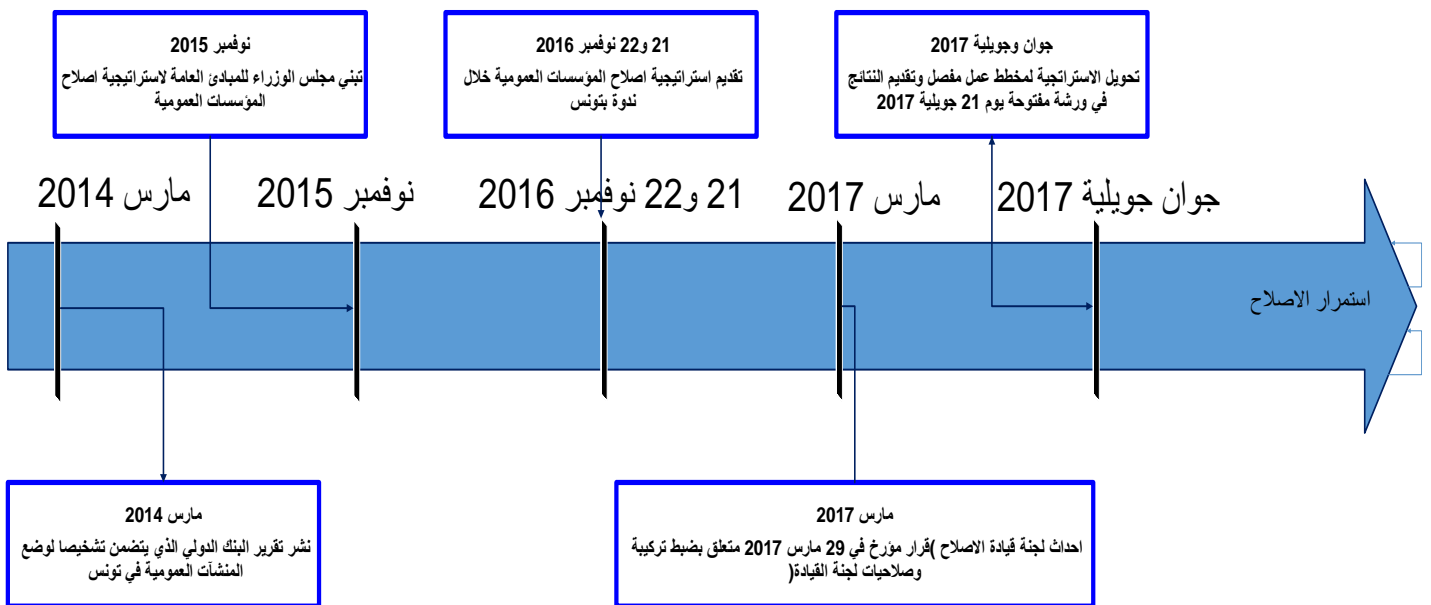 نوفمبر 2015
تبني مجلس الوزراء للمبادئ العامة لاستراتيجية اصلاح
المؤسسات العمومية
21 و22 نوفمبر 2016
تقديم استراتيجية اصلاح المؤسسات العمومية خلال
ندوة بتونس
جوان وجويلية 2017
تحويل الاستراتجية لمخطط عمل مفصل وتقديم النتائج
في ورشة مفتوحة يوم 21 جويلية 2017
مارس 2014
نوفمبر 2015
21 و22 نوفمبر 2016
مارس 2017
جوان جويلية 2017
استمرار الاصلاح
مارس 2014
نشر تقرير البنك الدولي الذي يتضمن تشخيصا لوضع
المنشآت العمومية في تونس
مارس 2017
احداث لجنة قيادة الاصلاح )قرار مؤرخ في 29 مارس 2017 متعلق بضبط تركيبة
وصلاحيات لجنة القيادة(